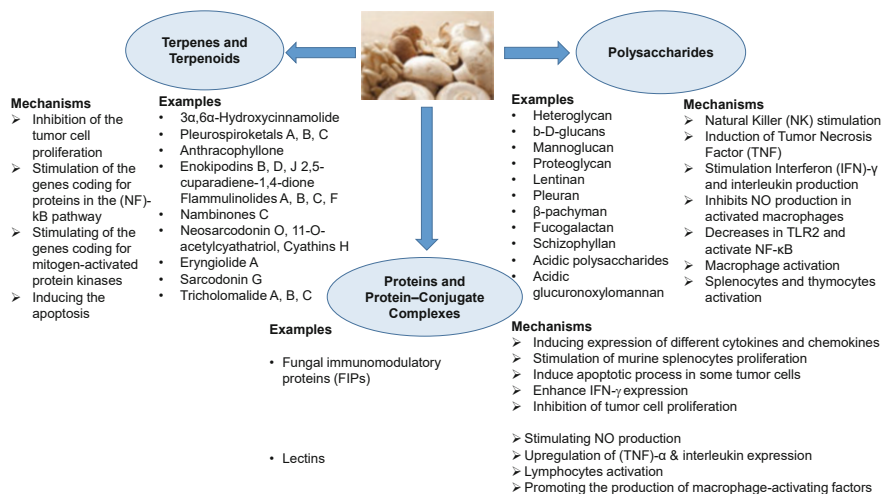 Terpenes and
Terpenoids
Polysaccharides
Mechanisms
➢ Inhibition of the
tumor cell
proliferation
➢ Stimulation of the
genes coding for
proteins in the (NF)-
kB pathway
➢ Stimulating of the
genes coding for
mitogen-activated
protein kinases
➢ Inducing the
apoptosis
Examples
• 3α,6α-Hydroxycinnamolide
• Pleurospiroketals A, B, C
• Anthracophyllone
• Enokipodins B, D, J 2,5-
cuparadiene-1,4-dione
Flammulinolides A, B, C, F
• Nambinones C
• Neosarcodonin O, 11-O-
acetylcyathatriol, Cyathins H
• Eryngiolide A
• Sarcodonin G
• Tricholomalide A, B, C
Examples
• Heteroglycan
• b-D-glucans
• Mannoglucan
• Proteoglycan
• Lentinan
• Pleuran
• β-pachyman
• Fucogalactan
• Schizophyllan
• Acidic polysaccharides
• Acidic
glucuronoxylomannan
Mechanisms
➢ Natural Killer (NK) stimulation
➢ Induction of Tumor Necrosis
Factor (TNF)
➢ Stimulation Interferon (IFN)-γ
and interleukin production
➢ Inhibits NO production in
activated macrophages
➢ Decreases in TLR2 and
activate NF-κB
➢ Macrophage activation
➢ Splenocytes and thymocytes
activation
Proteins and
Protein–Conjugate
Complexes
Examples
• Fungal immunomodulatory
proteins (FIPs)
• Lectins
Mechanisms
➢ Inducing expression of different cytokines and chemokines
➢ Stimulation of murine splenocytes proliferation
➢ Induce apoptotic process in some tumor cells
➢ Enhance IFN-γ expression
➢ Inhibition of tumor cell proliferation
➢ Stimulating NO production
➢ Upregulation of (TNF)-α & interleukin expression
➢ Lymphocytes activation
➢ Promoting the production of macrophage-activating factors